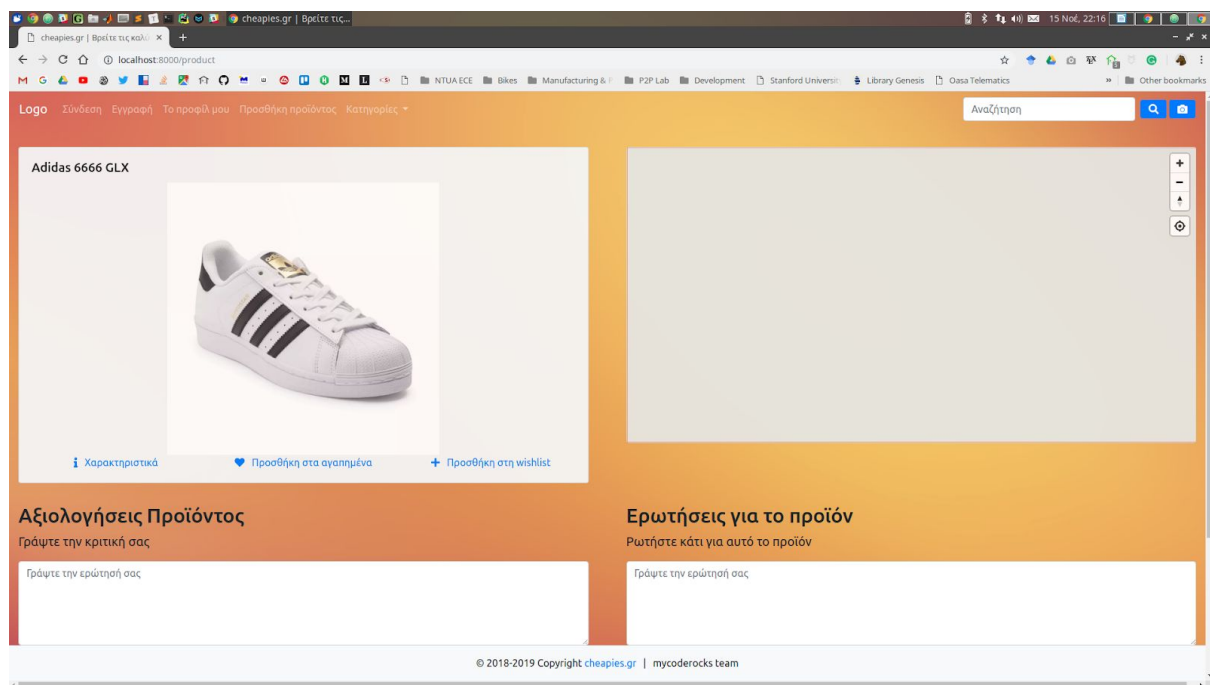 cheapies.gr | Βρείτε τις...
15 Νοέ, 22:16
cheapies.gr | Βρείτε τις καλύ
localhost:8000/product
NTUA ECE
Bikes
Manufacturing &
P2P Lab
Development
Stanford Universit
Library Genesis
Oasa Telematics
»
Other bookmarks
Logo Σύνδεση Εγγραφή Το προφίλ μου Προσθήκη προϊόντος Κατηγορίες
Αναζήτηση
Adidas 6666 GLX
Χαρακτηριστικά
Προσθήκη στα αγαπημένα
Προσθήκη στη wishlist
Αξιολογήσεις Προϊόντος
Γράψτε την κριτική σας
Γράψτε την ερώτησή σας
Ερωτήσεις για το προϊόν
Ρωτήστε κάτι για αυτό το προϊόν
Γράψτε την ερώτησή σας
© 2018-2019 Copyright cheapies.gr | mycoderocks team